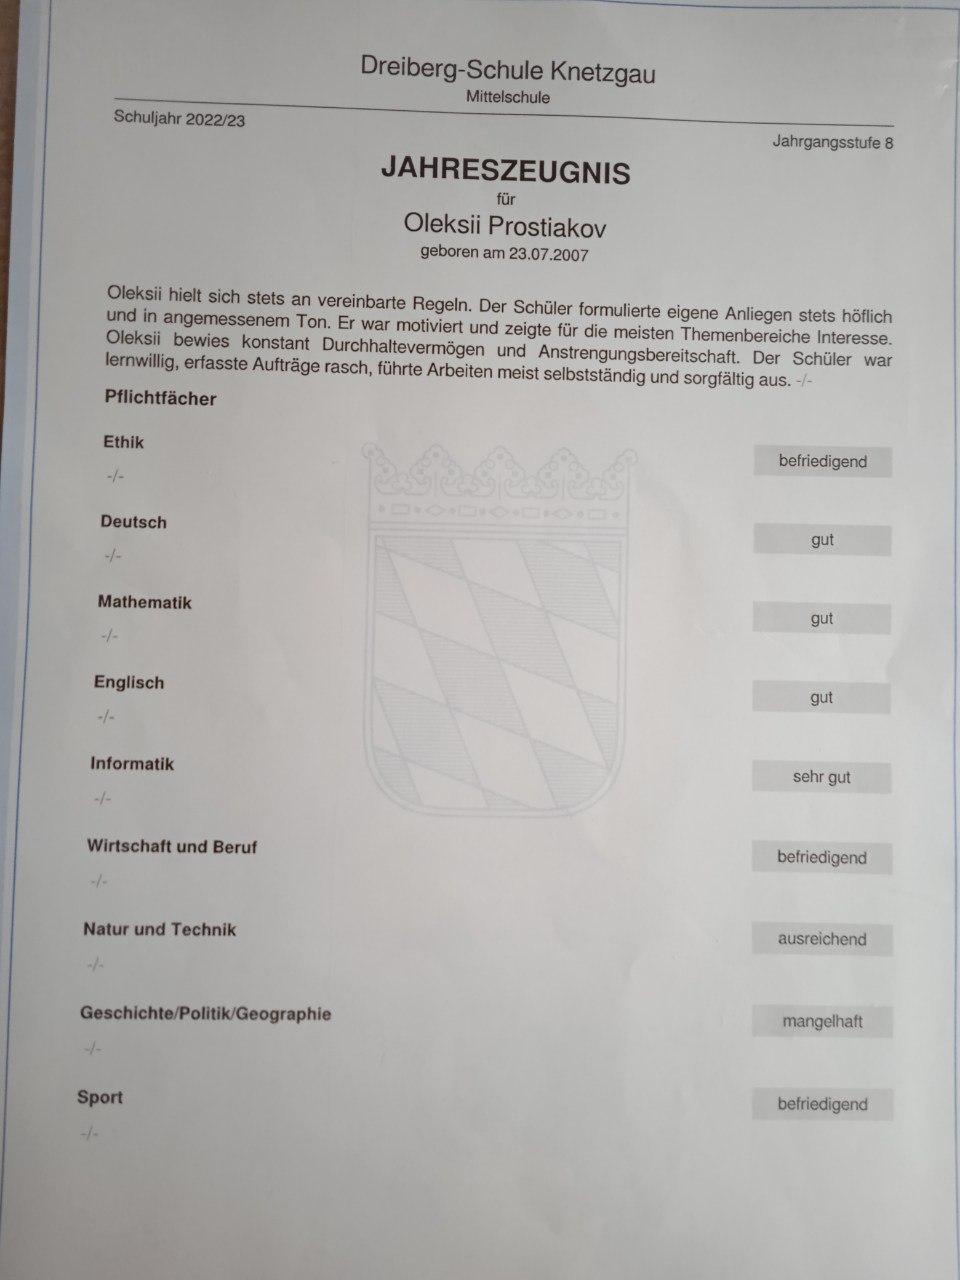 Dreiberg-Schule Knetzgau
Mittelschule
Schuljahr 2022/23
Jahrgangsstufe 8
JAHRESZEUGNIS
für
Oleksii Prostiakov
geboren am 23.07.2007
Oleksii hielt sich stets an vereinbarte Regeln. Der Schüler formulierte eigene Anliegen stets höflich
und in angemessenem Ton. Er war motiviert und zeigte für die meisten Themenbereiche Interesse.
Oleksii bewies konstant Durchhaltevermögen und Anstrengungsbereitschaft. Der Schüler war
lernwillig, erfasste Aufträge rasch, führte Arbeiten meist selbstständig und sorgfältig aus. -/-
Pflichtfächer
Ethik
befriedigend
-/-
Deutsch
gut
-/-
Mathematik
gut
-/-
Englisch
gut
-/-
Informatik
sehr gut
-/-
Wirtschaft und Beruf
befriedigend
-/-
Natur und Technik
ausreichend
-/-
Geschichte/Politik/Geographie
mangelhaft
-/-
Sport
befriedigend
-/-